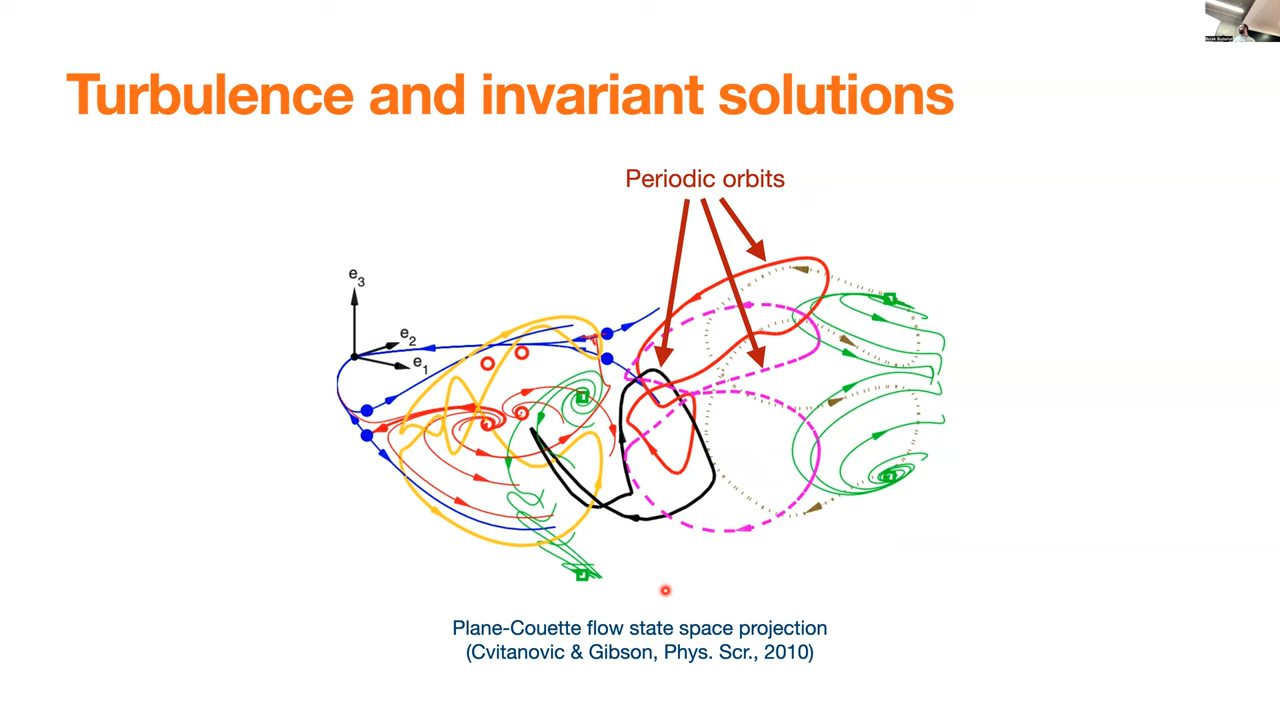 Turbulence and invariant solutions
Periodic orbits
e3
e2
e1
Plane-Couette flow state space projection
(Cvitanovic & Gibson, Phys. Scr., 2010)